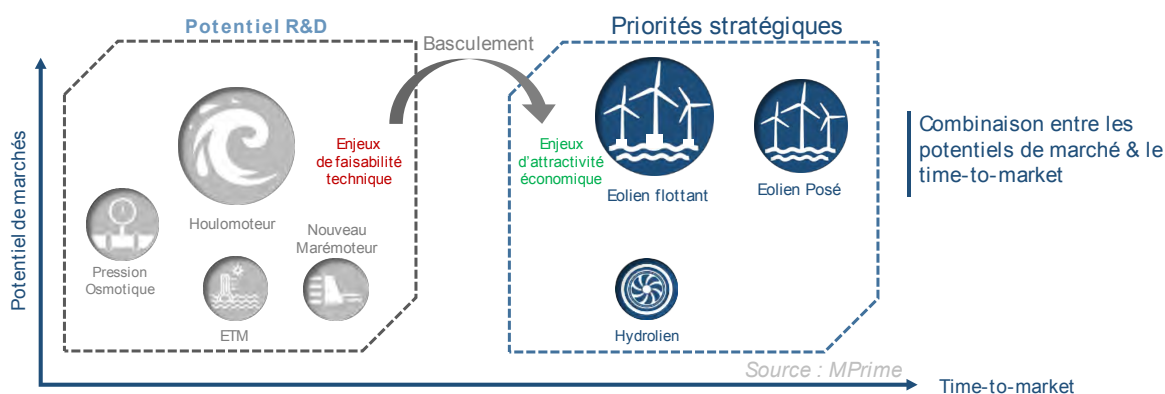 Potentiel R&D
Priorités stratégiques
Basculement
Potentiel de marchés
Enjeux
de faisabilité
technique
Enjeux
d'attractivité
économique
Eolien flottant
Eolien Posé
Combinaison entre les
potentiels de marché & le
time-to-market
Houlomoteur
Nouveau
Marémoteur
Pression
Osmotique
ETM
Hydrolien
Source : MPrime
Time-to-market